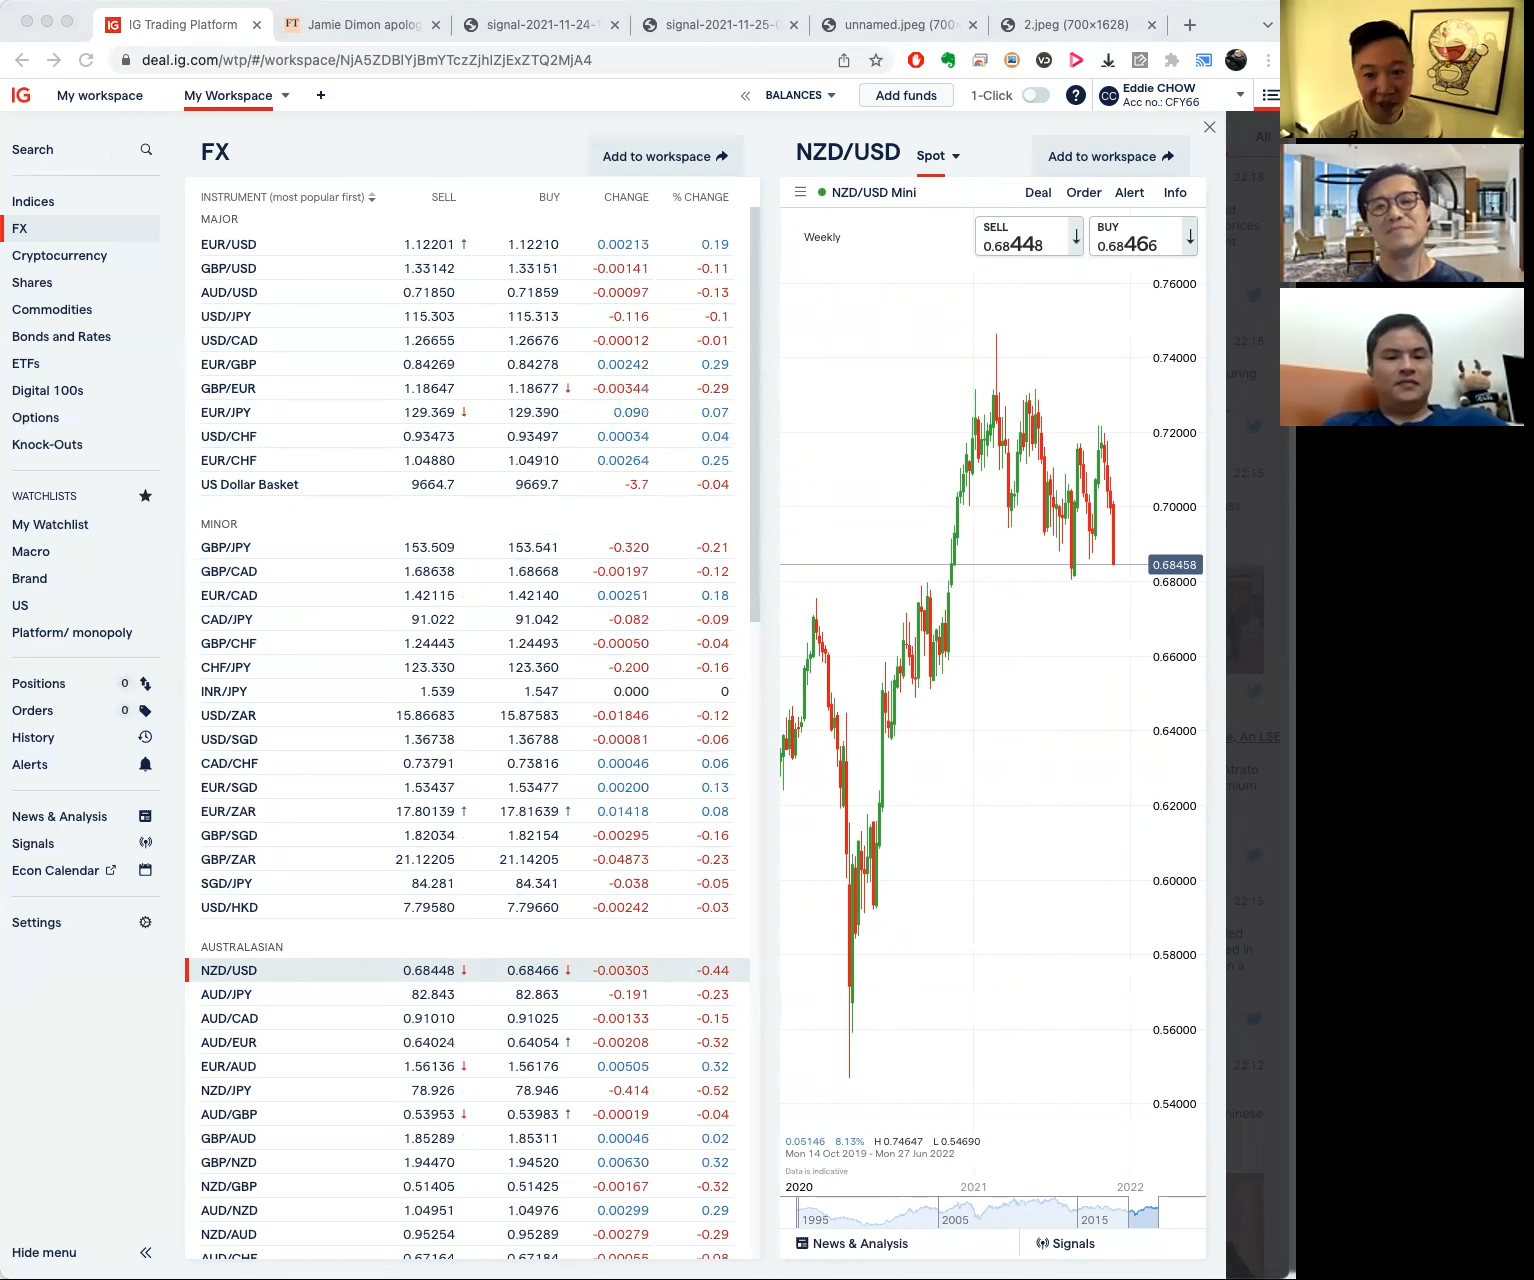 IG Trading Platform
FT Jamie Dimon apolog
signal-2021-11-24-1
signal-2021-11-25-0
unnamed.jpeg (700×
2.jpeg (700×1628)
deal.ig.com/wtp/#/workspace/NjA5ZDBlYjBmYTczZjhlZjExZTQ2MjA4
IG My workspace My Workspace + BALANCES Add funds 1-Click ? CC Eddie CHOW
Acc no.: CFY66
Search
Indices
FX
Cryptocurrency
Shares
Commodities
Bonds and Rates
ETFs
Digital 100s
Options
Knock-Outs
WATCHLISTS
My Watchlist
Macro
Brand
US
Platform/ monopoly
Positions 0
Orders 0
History
Alerts
News & Analysis
Signals
Econ Calendar
Settings
Hide menu
FX Add to workspace
INSTRUMENT (most popular first) SELL BUY CHANGE % CHANGE
MAJOR
EUR/USD 1.12201 ↑ 1.12210 0.00213 0.19
GBP/USD 1.33142 1.33151 -0.00141 -0.11
AUD/USD 0.71850 0.71859 -0.00097 -0.13
USD/JPY 115.303 115.313 -0.116 -0.1
USD/CAD 1.26655 1.26676 -0.00012 -0.01
EUR/GBP 0.84269 0.84278 0.00242 0.29
GBP/EUR 1.18647 1.18677 ↓ -0.00344 -0.29
EUR/JPY 129.369 ↓ 129.390 0.090 0.07
USD/CHF 0.93473 0.93497 0.00034 0.04
EUR/CHF 1.04880 1.04910 0.00264 0.25
US Dollar Basket 9664.7 9669.7 -3.7 -0.04
MINOR
GBP/JPY 153.509 153.541 -0.320 -0.21
GBP/CAD 1.68638 1.68668 -0.00197 -0.12
EUR/CAD 1.42115 1.42140 0.00251 0.18
CAD/JPY 91.022 91.042 -0.082 -0.09
GBP/CHF 1.24443 1.24493 -0.00050 -0.04
CHF/JPY 123.330 123.360 -0.200 -0.16
INR/JPY 1.539 1.547 0.000 0
USD/ZAR 15.86683 15.87583 -0.01846 -0.12
USD/SGD 1.36738 1.36788 -0.00081 -0.06
CAD/CHF 0.73791 0.73816 0.00046 0.06
EUR/SGD 1.53437 1.53477 0.00200 0.13
EUR/ZAR 17.80139 ↑ 17.81639 ↑ 0.01418 0.08
GBP/SGD 1.82034 1.82154 -0.00295 -0.16
GBP/ZAR 21.12205 21.14205 -0.04873 -0.23
SGD/JPY 84.281 84.341 -0.038 -0.05
USD/HKD 7.79580 7.79660 -0.00242 -0.03
AUSTRALASIAN
NZD/USD 0.68448 ↓ 0.68466 ↓ -0.00303 -0.44
AUD/JPY 82.843 82.863 -0.191 -0.23
AUD/CAD 0.91010 0.91025 -0.00133 -0.15
AUD/EUR 0.64024 0.64054 ↑ -0.00208 -0.32
EUR/AUD 1.56136 ↓ 1.56176 0.00505 0.32
NZD/JPY 78.926 78.946 -0.414 -0.52
AUD/GBP 0.53953 ↓ 0.53983 ↑ -0.00019 -0.04
GBP/AUD 1.85289 1.85311 0.00046 0.02
GBP/NZD 1.94470 1.94520 0.00630 0.32
NZD/GBP 0.51405 0.51425 -0.00167 -0.32
AUD/NZD 1.04951 1.04976 0.00299 0.29
NZD/AUD 0.95254 0.95289 -0.00279 -0.29
AUD/CHF 0.67164 0.67184 -0.00055 -0.08
NZD/USD Spot Add to workspace
NZD/USD Mini Deal Order Alert Info
Weekly
SELL 0.68448 ↓
BUY 0.68466 ↓
0.76000
0.74000
0.72000
0.70000
0.68458
0.68000
0.66000
0.64000
0.62000
0.60000
0.58000
0.56000
0.54000
0.05146 8.13% H 0.74647 L 0.54690
Mon 14 Oct 2019 - Mon 27 Jun 2022
Data is indicative
2020 2021 2022
1995 2005 2015
News & Analysis Signals
All
22:18
22:18
22:15
e, An LSE
22:15
22:12